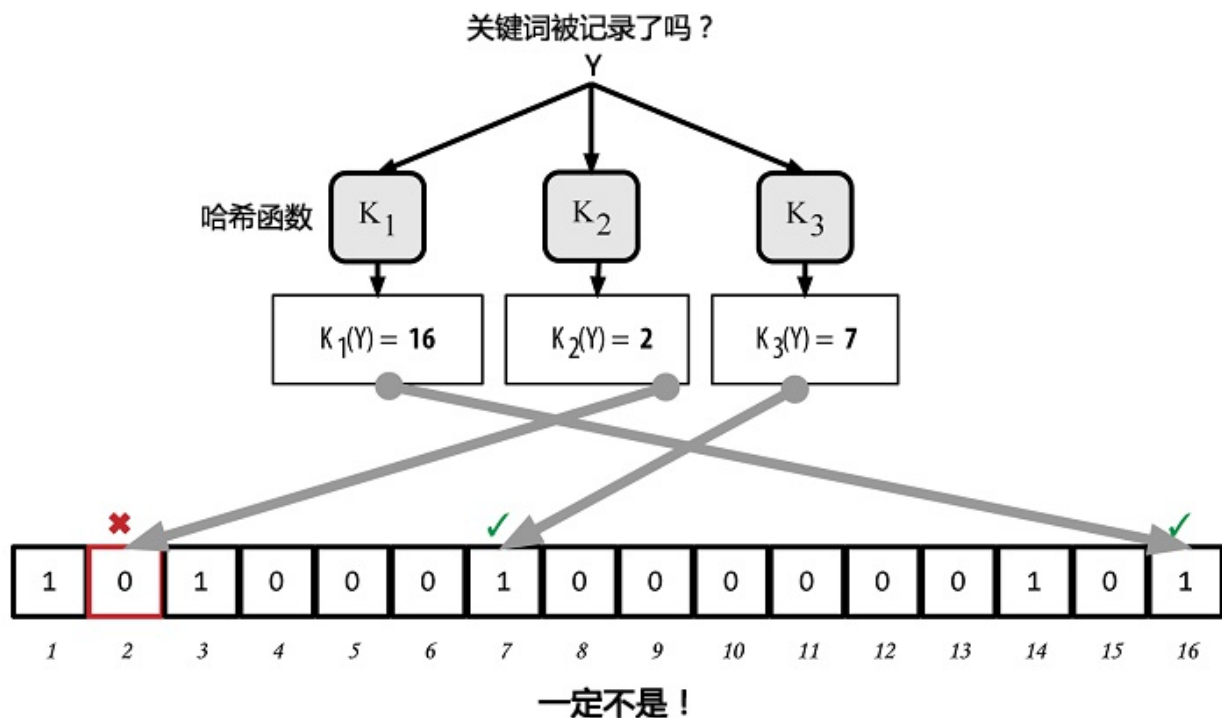 关键词被记录了吗？
Y
哈希函数 K1 K2 K3
K1(Y) = 16 K2(Y) = 2 K3(Y) = 7
✖ ✓ ✓
1 0 1 0 0 0 1 0 0 0 0 0 0 1 0 1
1 2 3 4 5 6 7 8 9 10 11 12 13 14 15 16
一定不是！